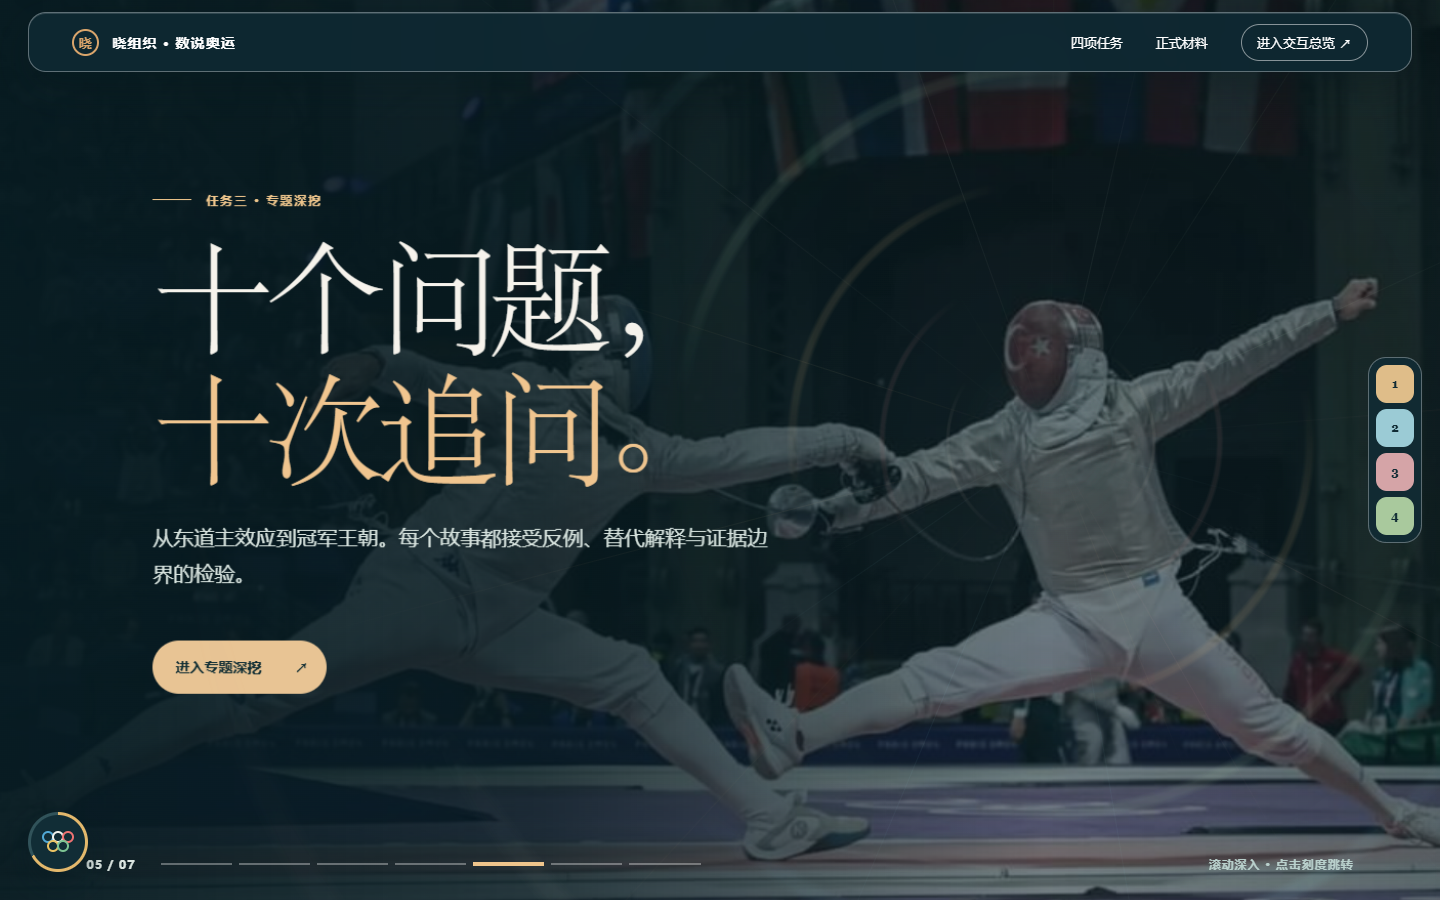 晓 晓组织 • 数说奥运
四项任务 正式材料 进入交互总览 ↗
任务三 • 专题深挖
十个问题，
十次追问。
从东道主效应到冠军王朝。每个故事都接受反例、替代解释与证据边
界的检验。
进入专题深挖 ↗
1
2
3
4
05 / 07
滚动深入 • 点击刻度跳转